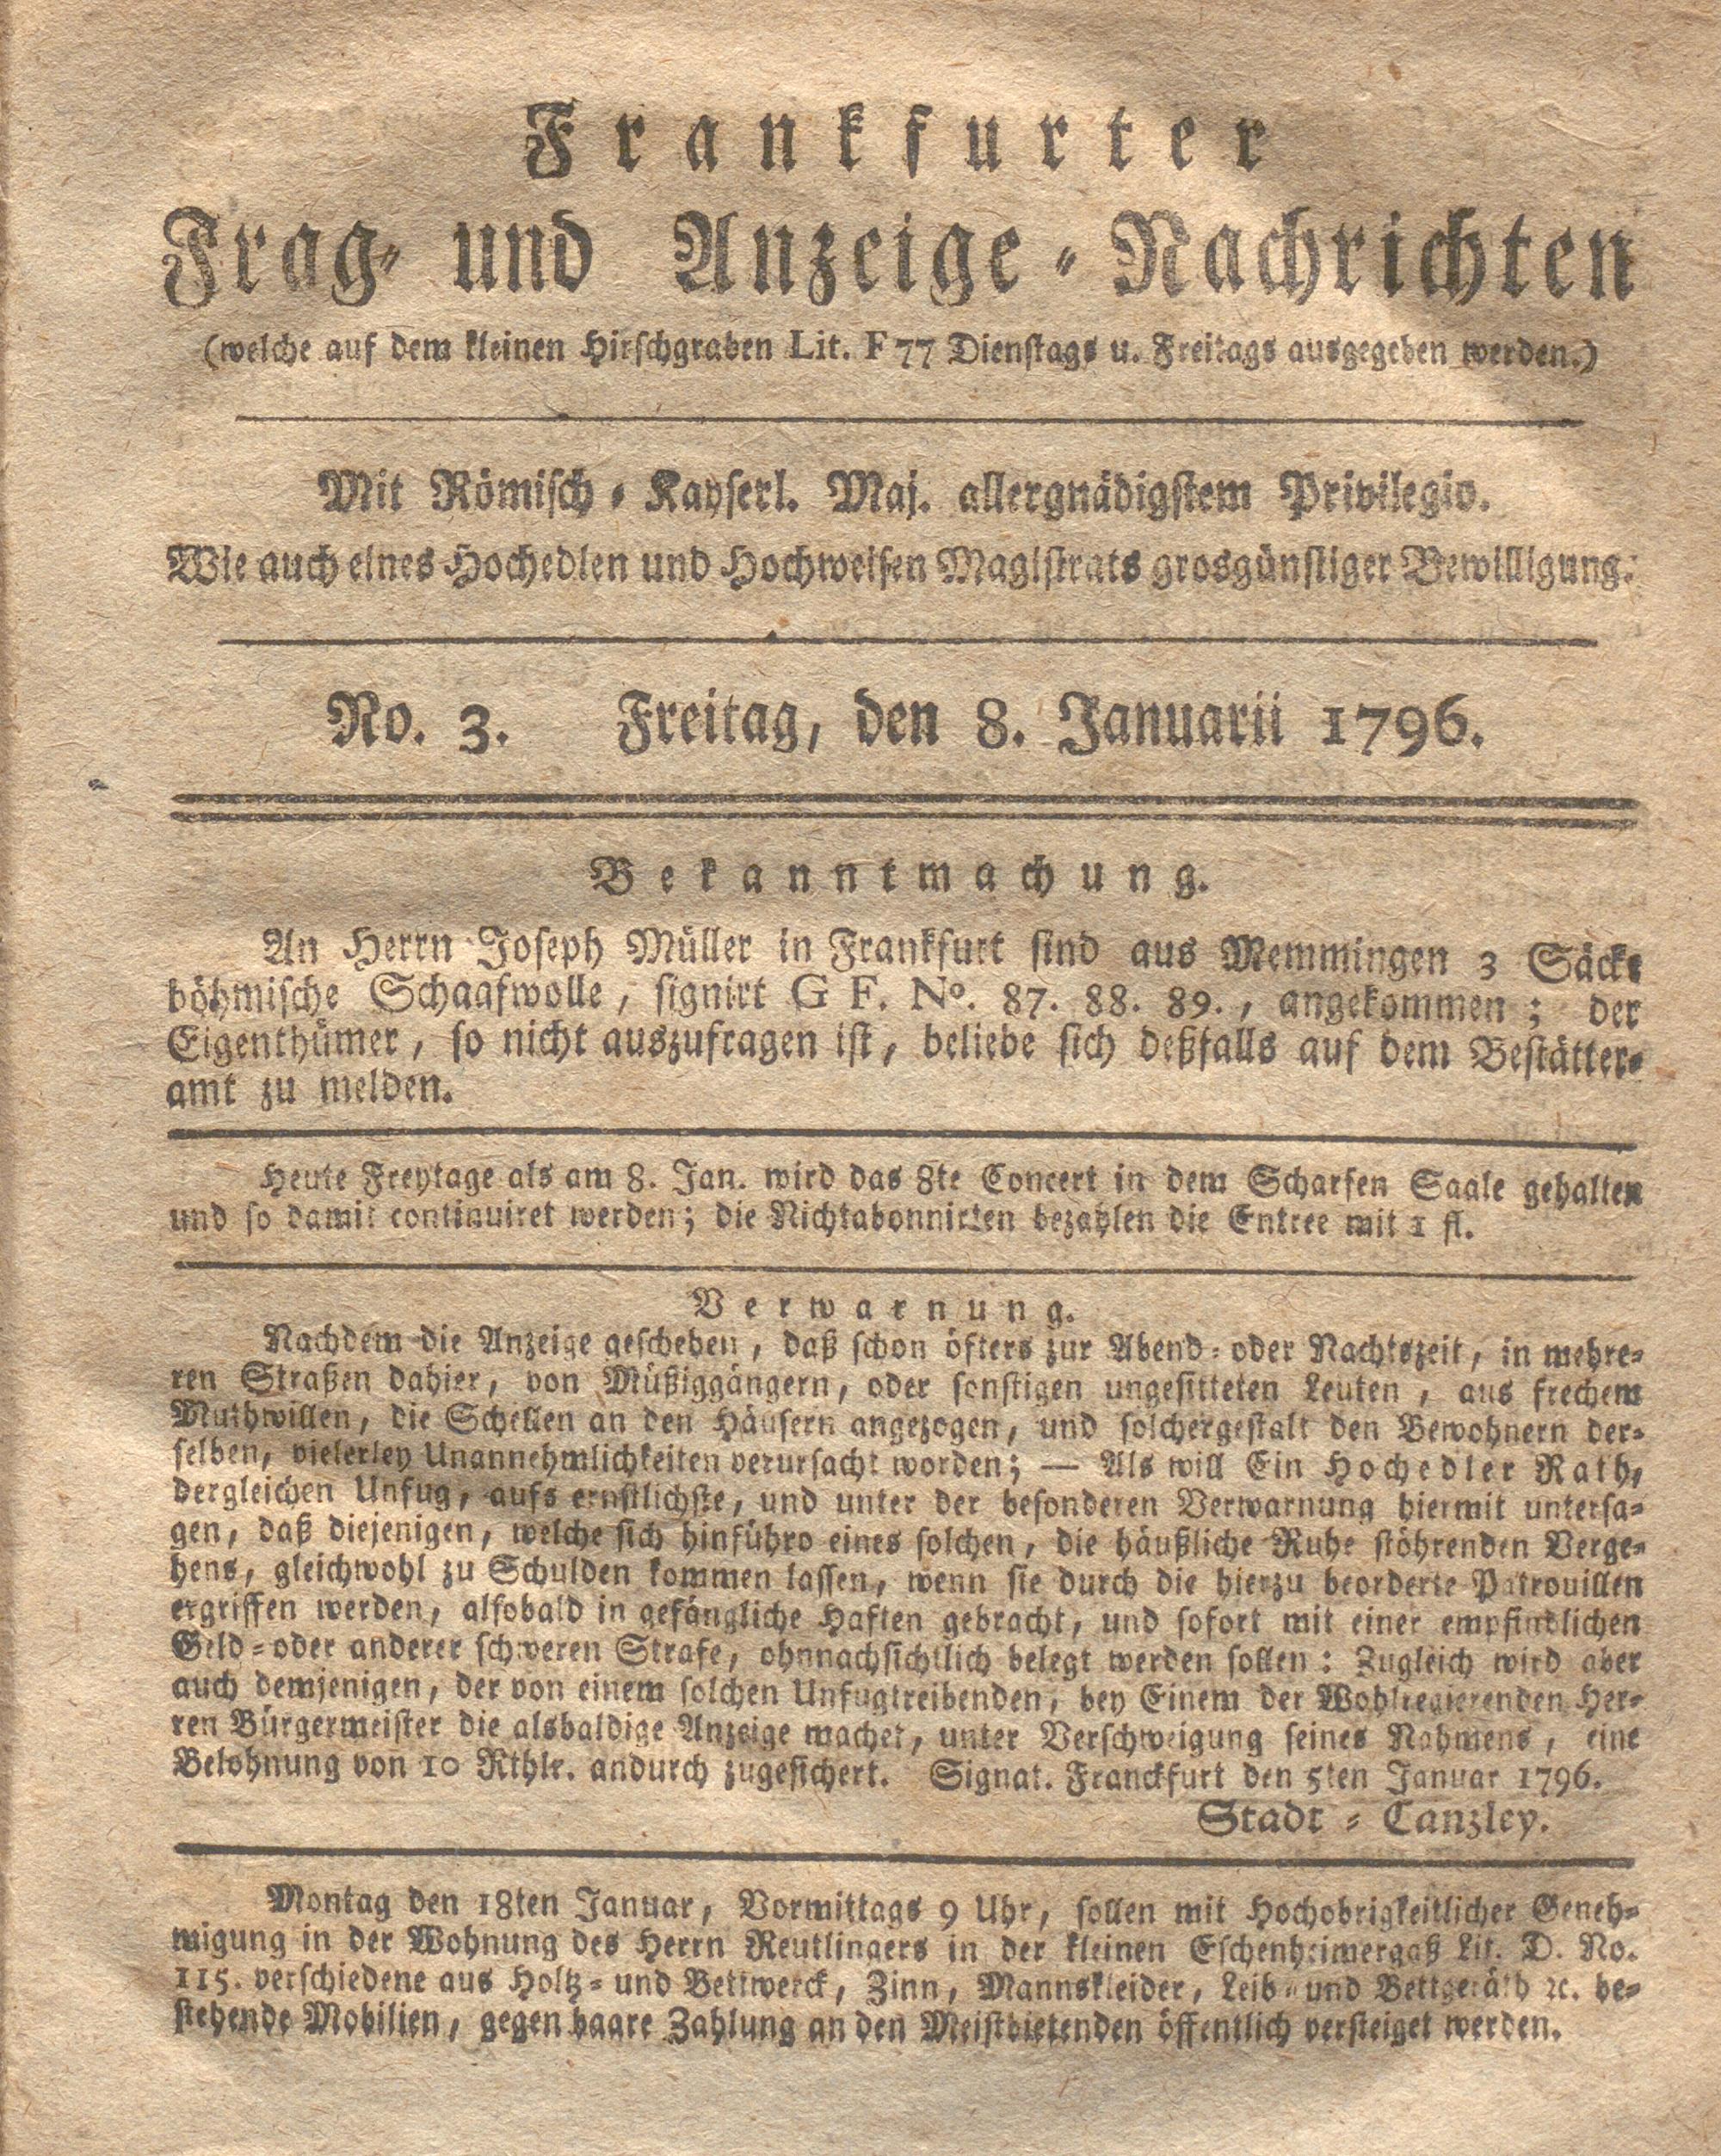 Frankfurter
Frag- und Anzeige-Nachrichten
(welche auf dem kleinen Hirschgraben Lit. F 77 Dienstags u. Freitags ausgegeben werden.)
Mit Römisch-Kayserl. Maj. allergnädigstem Privilegio.
Wie auch eines Hochedlen und Hochweisen Magistrats grosgünstiger Bewilligung.
No. 3. Freitag, den 8. Januarii 1796.
Bekanntmachung.
An Herrn Joseph Müller in Frankfurt sind aus Memmingen 3 Säcke
böhmische Schaafwolle, signirt G F. No. 87. 88. 89., angekommen; der
Eigenthümer, so nicht auszufragen ist, beliebe sich deßfalls auf dem Bestätter-
amt zu melden.
Heute Freytage als am 8. Jan. wird das 8te Concert in dem Scharfen Saale gehalten
und so damit continuiret werden; die Nichtabonnirten bezahlen die Entree mit 1 fl.
Verwarnung.
Nachdem die Anzeige geschehen, daß schon öfters zur Abend- oder Nachtszeit, in mehre-
ren Straßen dahier, von Müßiggängern, oder sonstigen ungesitteten Leuten, aus frechem
Muthwillen, die Schellen an den Häusern angezogen, und solchergestalt den Bewohnern der-
selben, vielerley Unannehmlichkeiten verursacht worden; — Als will Ein Hochedler Rath,
dergleichen Unfug, aufs ernstlichste, und unter der besonderen Verwarnung hiermit untersa-
gen, daß diejenigen, welche sich hinführo eines solchen, die häußliche Ruhe stöhrenden Verge-
hens, gleichwohl zu Schulden kommen lassen, wenn sie durch die hierzu beorderte Patrouillen
ergriffen werden, alsobald in gefängliche Haften gebracht, und sofort mit einer empfindlichen
Geld- oder anderer schweren Strafe, ohnnachsichtlich belegt werden sollen: Zugleich wird aber
auch demjenigen, der von einem solchen Unfugtreibenden, bey Einem der Wohlregierenden Her-
ren Bürgermeister die alsbaldige Anzeige machet, unter Verschweigung seines Nahmens, eine
Belohnung von 10 Rthlr. andurch zugesichert. Signat. Franckfurt den 5ten Januar 1796.
Stadt-Canzley.
Montag den 18ten Januar, Vormittags 9 Uhr, sollen mit Hochobrigkeitlicher Geneh-
migung in der Wohnung des Herrn Reutlingers in der kleinen Eschenheimergaß Lit. D. No.
115. verschiedene aus Holtz- und Bettwerck, Zinn, Mannskleider, Leib- und Bettgeräth ꝛc. be-
stehende Mobilien, gegen baare Zahlung an den Meistbietenden öffentlich versteiget werden.